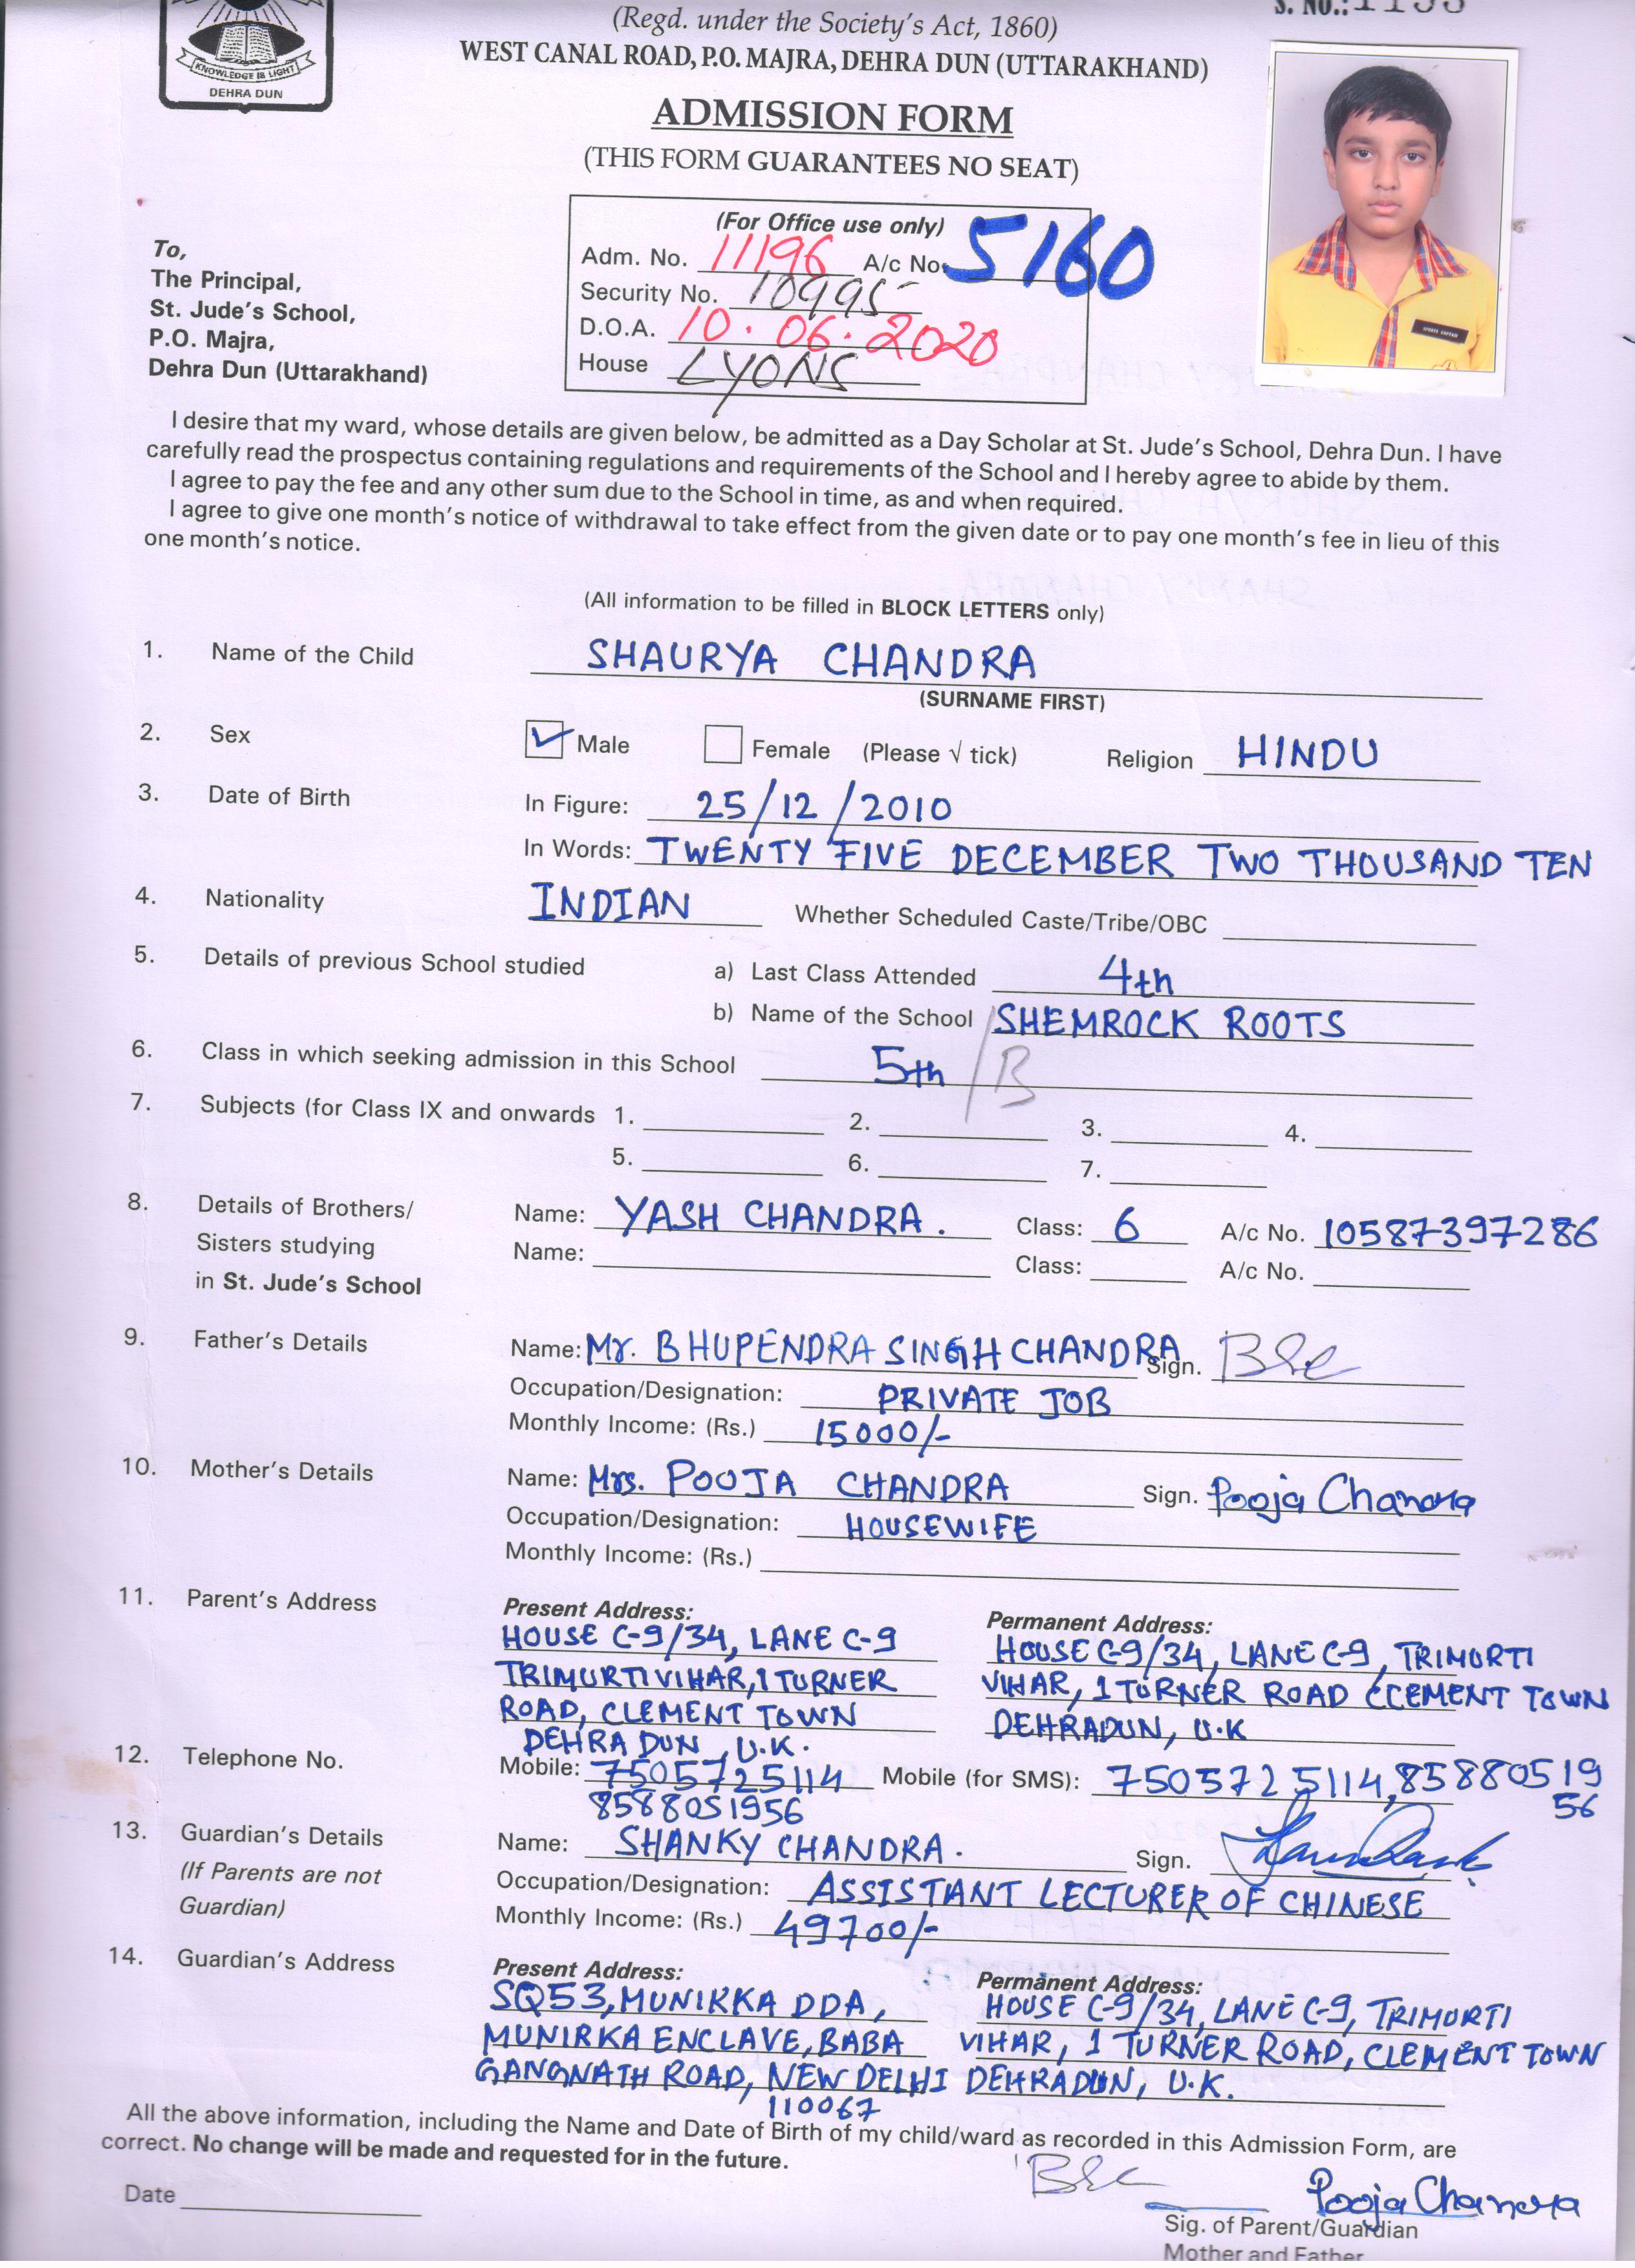 (Regd. under the Society's Act, 1860)
WEST CANAL ROAD, P.O. MAJRA, DEHRA DUN (UTTARAKHAND)
KNOWLEDGE IS LIGHT
DEHRA DUN
ADMISSION FORM
(THIS FORM GUARANTEES NO SEAT)
(For Office use only)
Adm. No. 11196 A/c No. 5160
Security No. 10995
D.O.A. 10.06.2020
House LYONS
To,
The Principal,
St. Jude's School,
P.O. Majra,
Dehra Dun (Uttarakhand)
I desire that my ward, whose details are given below, be admitted as a Day Scholar at St. Jude's School, Dehra Dun. I have
carefully read the prospectus containing regulations and requirements of the School and I hereby agree to abide by them.
I agree to pay the fee and any other sum due to the School in time, as and when required.
I agree to give one month's notice of withdrawal to take effect from the given date or to pay one month's fee in lieu of this
one month's notice.
(All information to be filled in BLOCK LETTERS only)
1. Name of the Child SHAURYA CHANDRA
(SURNAME FIRST)
2. Sex Male Female (Please √ tick) Religion HINDU
3. Date of Birth In Figure: 25/12/2010
In Words: TWENTY FIVE DECEMBER TWO THOUSAND TEN
4. Nationality INDIAN Whether Scheduled Caste/Tribe/OBC
5. Details of previous School studied a) Last Class Attended 4th
b) Name of the School SHEMROCK ROOTS
6. Class in which seeking admission in this School 5th /B
7. Subjects (for Class IX and onwards 1. 2. 3. 4.
5. 6. 7.
8. Details of Brothers/ Name: YASH CHANDRA. Class: 6 A/c No. 10587397286
Sisters studying Name: Class: A/c No.
in St. Jude's School
9. Father's Details Name: Mr. BHUPENDRA SINGH CHANDRA Sign.
Occupation/Designation: PRIVATE JOB
Monthly Income: (Rs.) 15000/-
10. Mother's Details Name: Mrs. POOJA CHANDRA Sign. Pooja Chandra
Occupation/Designation: HOUSEWIFE
Monthly Income: (Rs.)
11. Parent's Address Present Address: Permanent Address:
HOUSE C-9/34, LANE C-9 HOUSE C-9/34, LANE C-9, TRIMURTI
TRIMURTI VIHAR, 1 TURNER VIHAR, 1 TURNER ROAD CLEMENT TOWN
ROAD, CLEMENT TOWN DEHRADUN, U.K
DEHRA DUN, U.K.
12. Telephone No. Mobile: 7505725114 Mobile (for SMS): 7505725114, 85880519
8588051956 56
13. Guardian's Details Name: SHANKY CHANDRA. Sign.
(If Parents are not Occupation/Designation: ASSISTANT LECTURER OF CHINESE
Guardian) Monthly Income: (Rs.) 49700/-
14. Guardian's Address Present Address: Permanent Address:
SQ53, MUNIRKA DDA, HOUSE C-9/34, LANE C-9, TRIMORTI
MUNIRKA ENCLAVE, BABA VIHAR, 1 TURNER ROAD, CLEMENT TOWN
GANGNATH ROAD, NEW DELHI DEHRADUN, U.K.
110067
All the above information, including the Name and Date of Birth of my child/ward as recorded in this Admission Form, are
correct. No change will be made and requested for in the future.
Date Pooja Chandra
Sig. of Parent/Guardian
Mother and Father